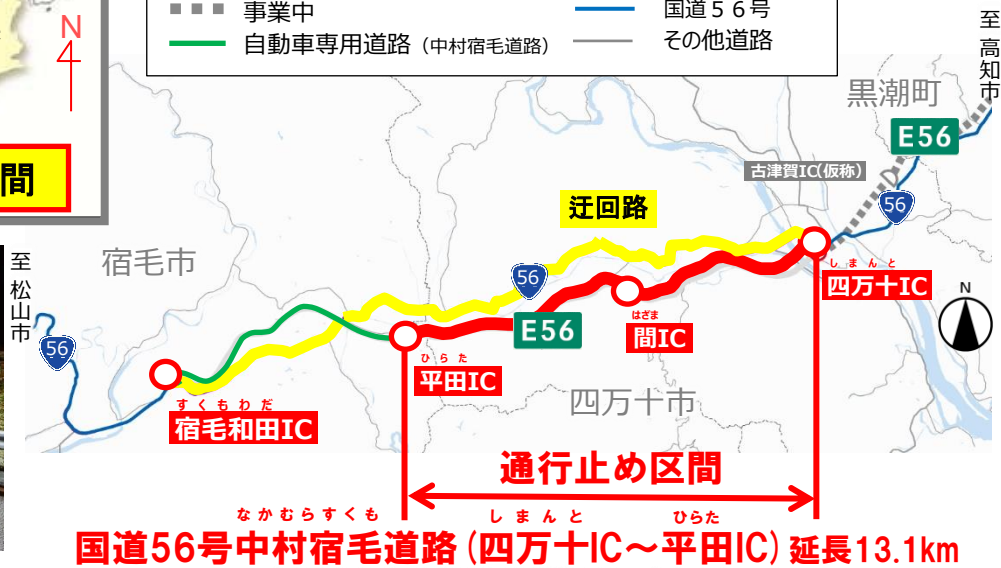 事業中
国道５６号
自動車専用道路（中村宿毛道路）
その他道路
N
間
至高知市
黒潮町
E56
古津賀IC(仮称)
56
迂回路
至松山市
宿毛市
56
しまんと
四万十IC
N
56
E56
はざま
間IC
ひらた
平田IC
すくもわだ
宿毛和田IC
四万十市
通行止め区間
なかむらすくも しまんと ひらた
国道56号中村宿毛道路(四万十IC～平田IC)延長13.1km